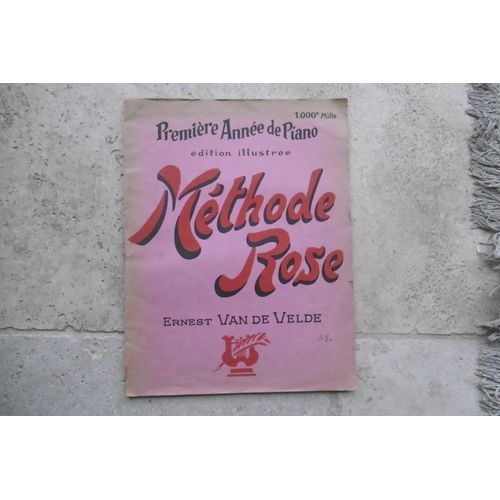 1.000e Mille
Première Année de Piano
édition illustrée
Méthode
Rose
ERNEST VAN DE VELDE